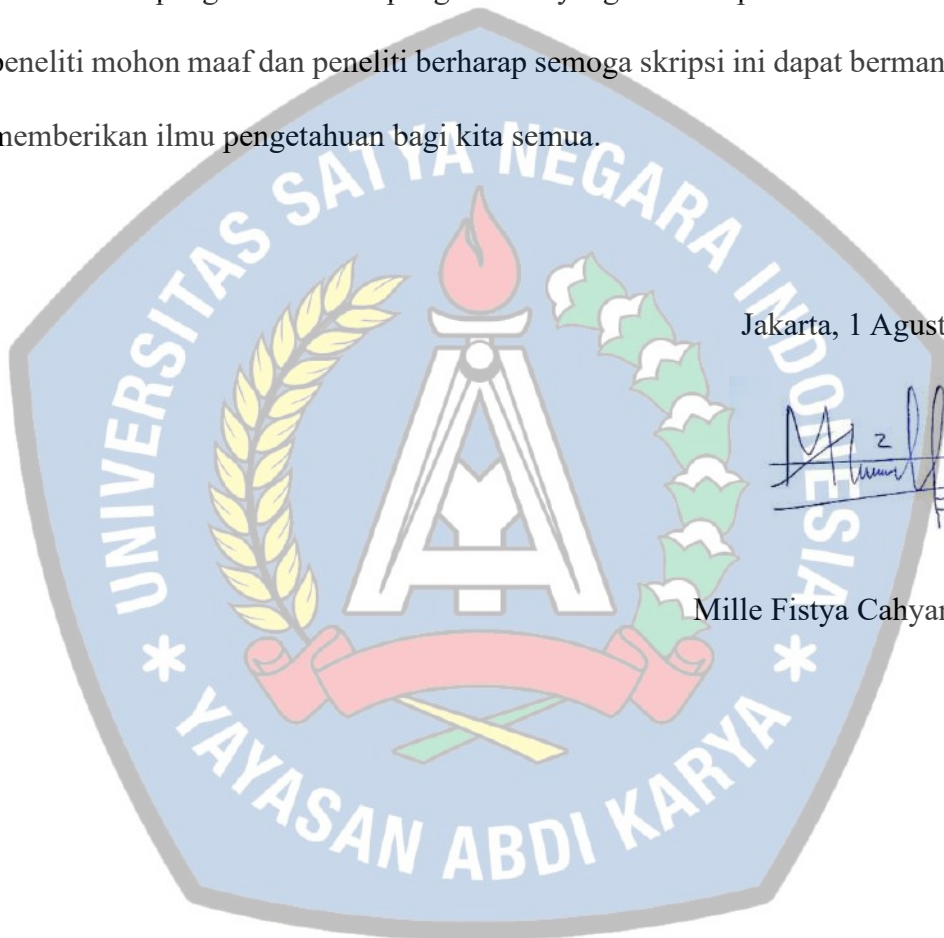 peneliti mohon maaf dan peneliti berharap semoga skripsi ini dapat berman
memberikan ilmu pengetahuan bagi kita semua.
UNIVERSITAS SATYA NEGARA INDONESIA
Jakarta, 1 Agust
Mille Fistya Cahyan
* YAYASAN ABDI KARYA *